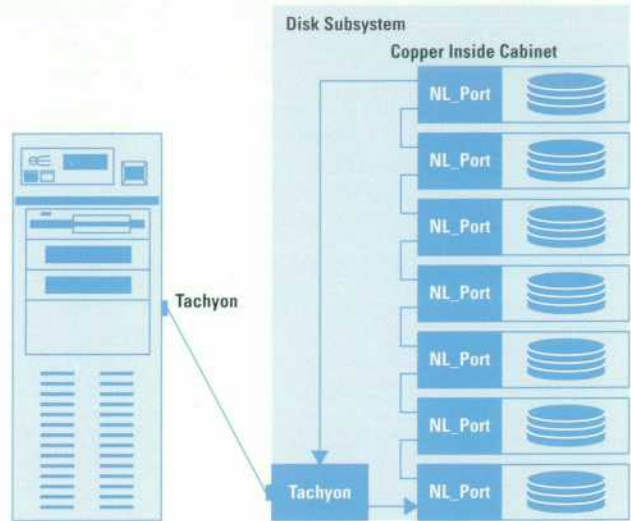 Disk Subsystem
Copper Inside Cabinet
NL_Port
NL_Port
NL_Port
NL_Port
NL_Port
NL_Port
NL_Port
Tachyon
Tachyon